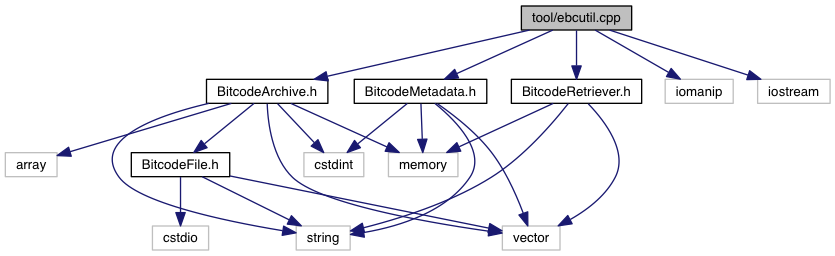 tool/ebcutil.cpp
BitcodeArchive.h
BitcodeMetadata.h
BitcodeRetriever.h
iomanip
iostream
array
BitcodeFile.h
cstdint
memory
cstdio
string
vector